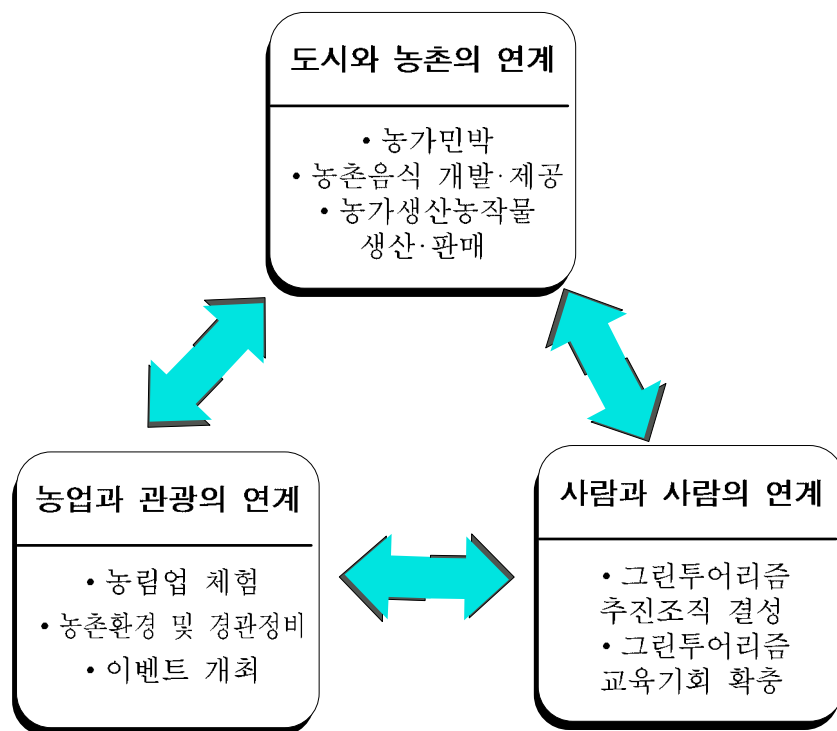 도시와 농촌의 연계
• 농가민박
• 농촌음식 개발·제공
• 농가생산농작물
생산·판매
농업과 관광의 연계
• 농림업 체험
• 농촌환경 및 경관정비
• 이벤트 개최
사람과 사람의 연계
• 그린투어리즘
추진조직 결성
• 그린투어리즘
교육기회 확충